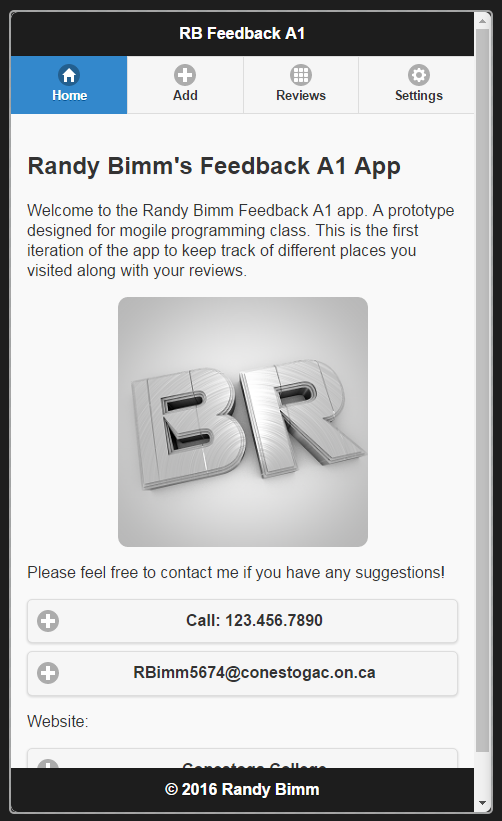 RB Feedback A1
Home Add Reviews Settings
Randy Bimm's Feedback A1 App
Welcome to the Randy Bimm Feedback A1 app. A prototype
designed for mogile programming class. This is the first
iteration of the app to keep track of different places you
visited along with your reviews.
BR
Please feel free to contact me if you have any suggestions!
Call: 123.456.7890
RBimm5674@conestogac.on.ca
Website:
Conestoga College
© 2016 Randy Bimm